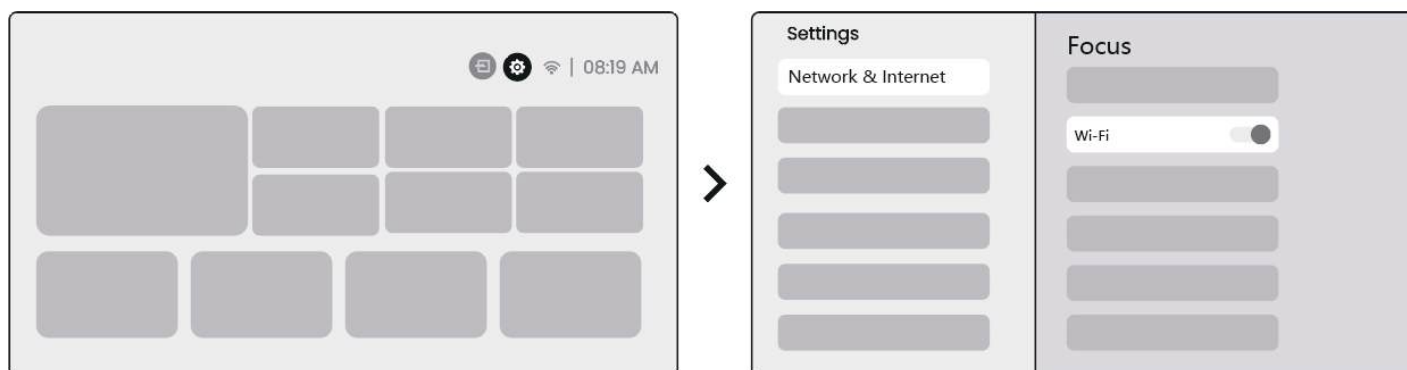 08:19 AM
Settings
Network & Internet
Focus
Wi-Fi